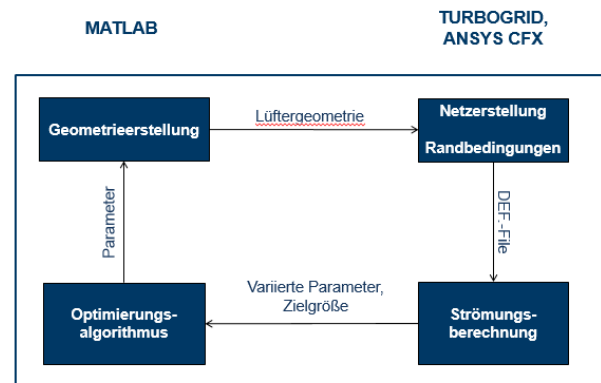 MATLAB
TURBOGRID,
ANSYS CFX
Geometrieerstellung
Lüftergeometrie
Netzerstellung
Randbedingungen
Parameter
DEF.-File
Variierte Parameter,
Zielgröße
Optimierungs-
algorithmus
Strömungs-
berechnung